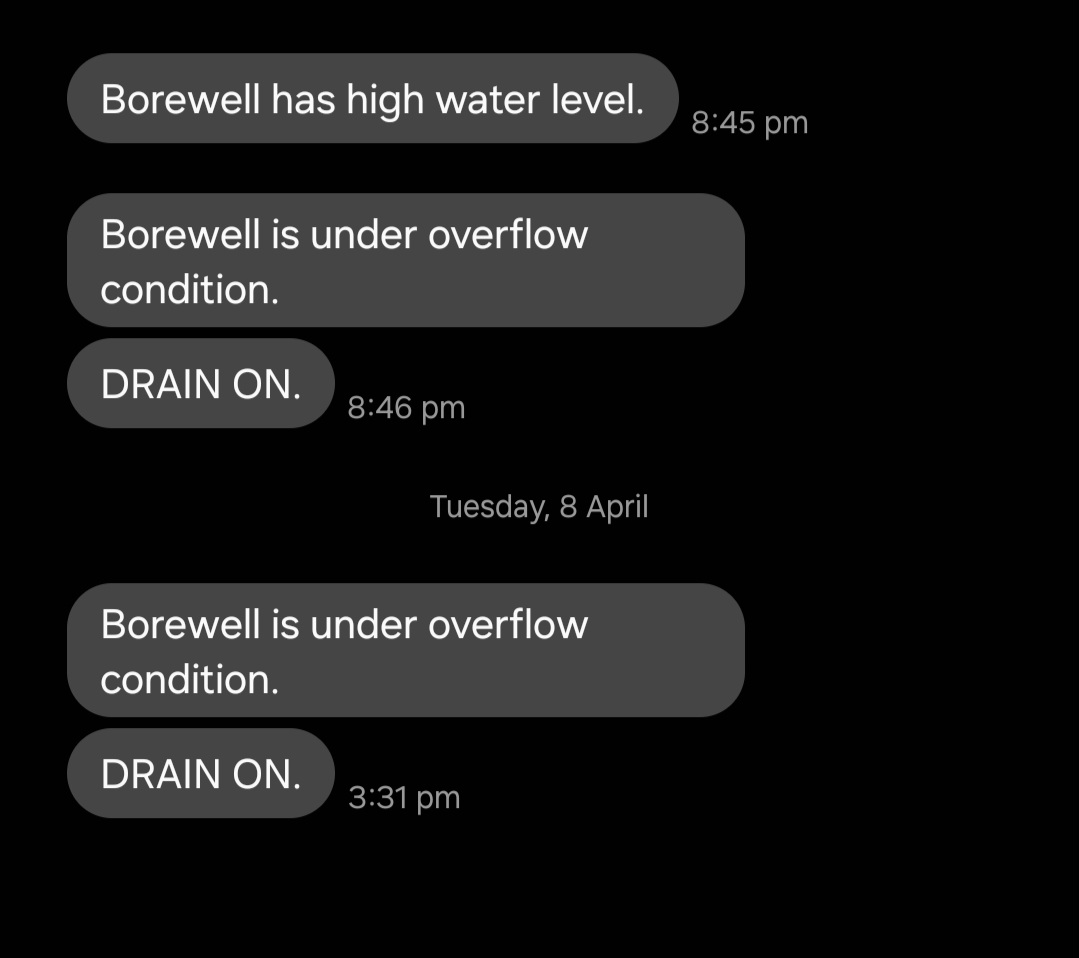 Borewell has high water level.
8:45 pm
Borewell is under overflow
condition.
DRAIN ON.
8:46 pm
Tuesday, 8 April
Borewell is under overflow
condition.
DRAIN ON.
3:31 pm